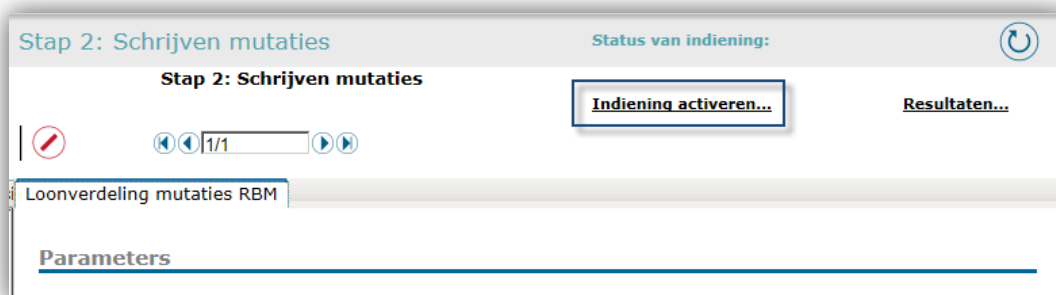 Stap 2: Schrijven mutaties Status van indiening:
Stap 2: Schrijven mutaties
Indiening activeren... Resultaten...
1/1
Loonverdeling mutaties RBM
Parameters